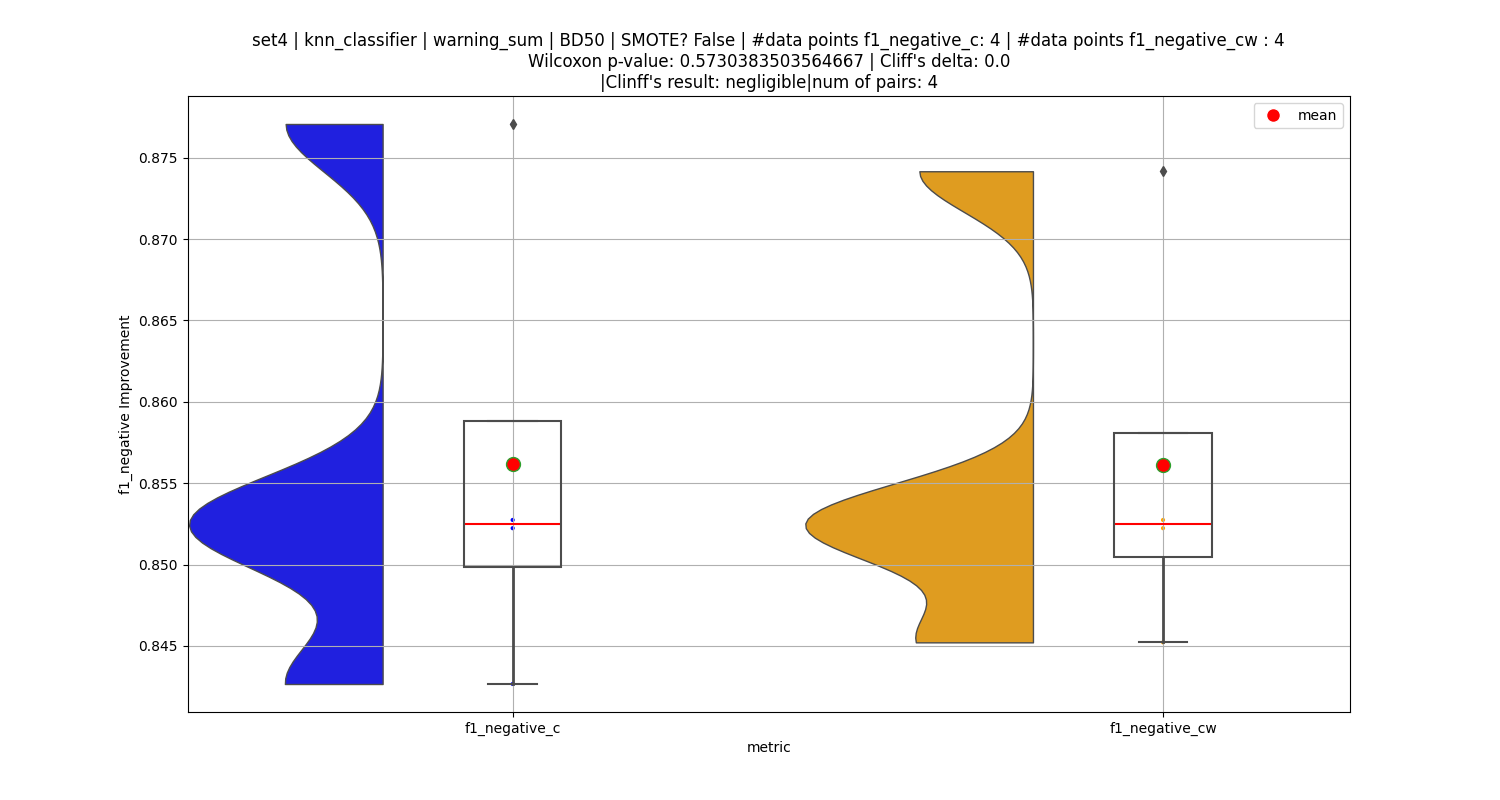 set4 | knn_classifier | warning_sum | BD50 | SMOTE? False | #data points f1_negative_c: 4 | #data points f1_negative_cw : 4
Wilcoxon p-value: 0.5730383503564667 | Cliff's delta: 0.0
|Clinff's result: negligible|num of pairs: 4
mean
0.875
0.870
0.865
0.860
0.855
0.850
0.845
f1_negative Improvement
f1_negative_c
f1_negative_cw
metric